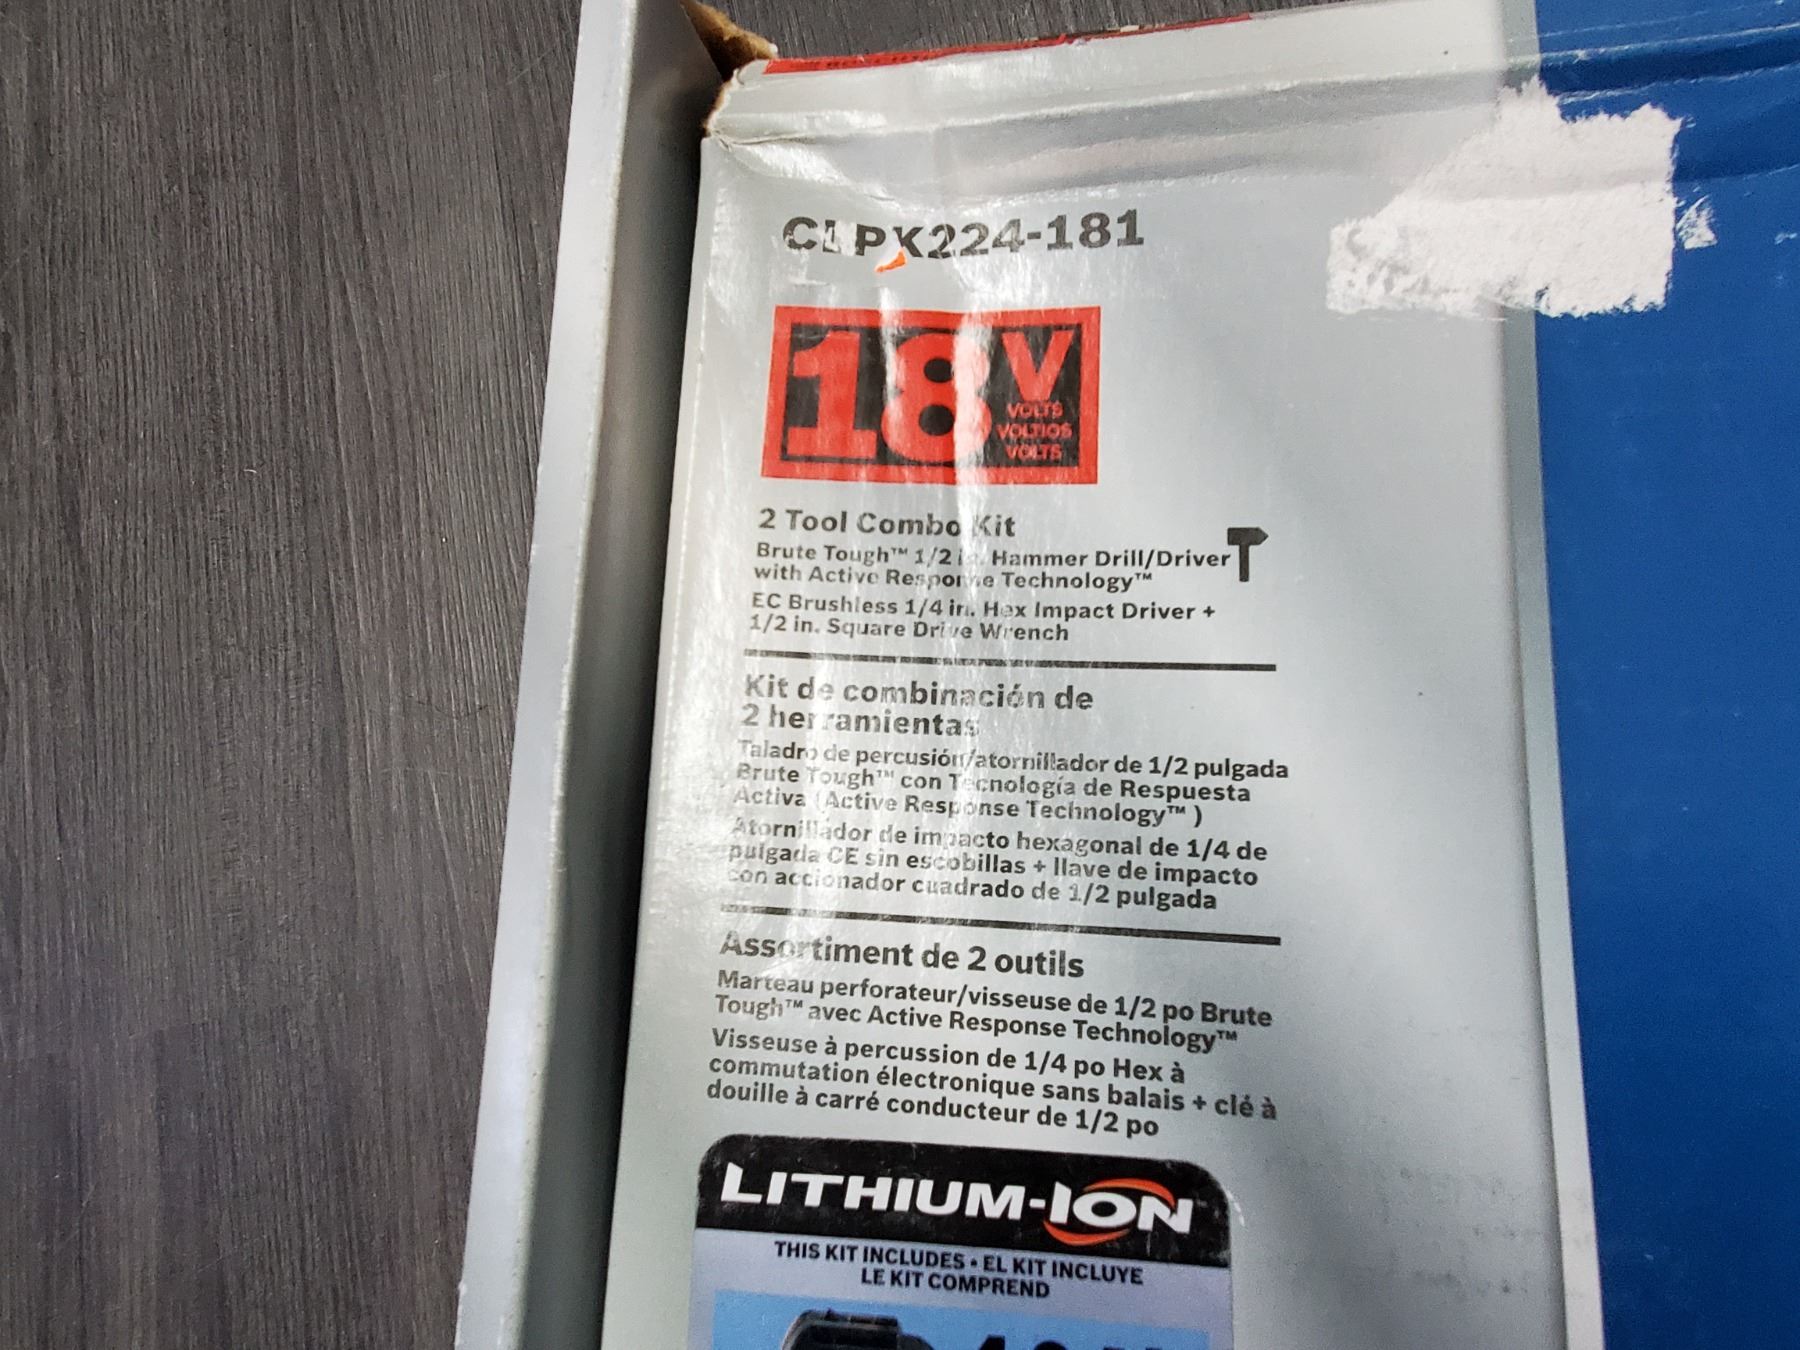 CLPX224-181
18V
VOLTS
VOLTIOS
VOLTS
2 Tool Combo Kit
Brute Tough™ 1/2 in. Hammer Drill/Driver
with Active Response Technology™
EC Brushless 1/4 in. Hex Impact Driver +
1/2 in. Square Drive Wrench
Kit de combinación de
2 herramientas
Taladro de percusión/atornillador de 1/2 pulgada
Brute Tough™ con Tecnología de Respuesta
Activa (Active Response Technology™ )
Atornillador de impacto hexagonal de 1/4 de
pulgada CE sin escobillas + llave de impacto
con accionador cuadrado de 1/2 pulgada
Assortiment de 2 outils
Marteau perforateur/visseuse de 1/2 po Brute
Tough™ avec Active Response Technology™
Visseuse à percussion de 1/4 po Hex à
commutation électronique sans balais + clé à
douille à carré conducteur de 1/2 po
LITHIUM-ION
THIS KIT INCLUDES • EL KIT INCLUYE
LE KIT COMPREND